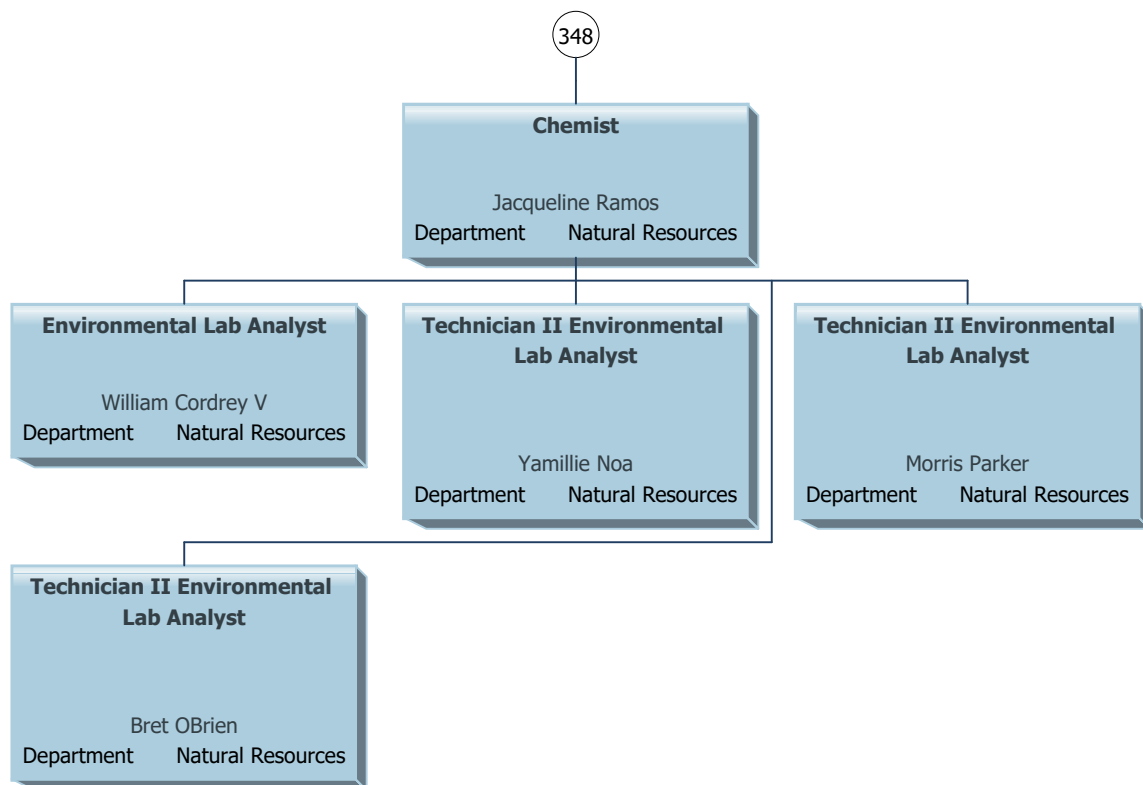 348
Chemist
Jacqueline Ramos
Department Natural Resources
Environmental Lab Analyst
William Cordrey V
Department Natural Resources
Technician II Environmental
Lab Analyst
Yamillie Noa
Department Natural Resources
Technician II Environmental
Lab Analyst
Morris Parker
Department Natural Resources
Technician II Environmental
Lab Analyst
Bret OBrien
Department Natural Resources